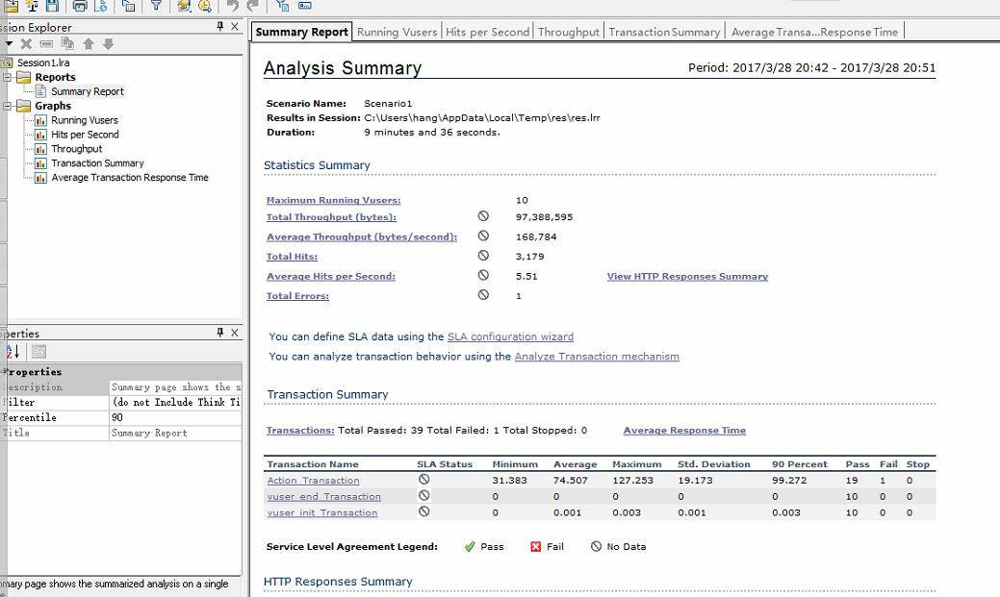 ssion Explorer
Session1.lra
Reports
Summary Report
Graphs
Running Vusers
Hits per Second
Throughput
Transaction Summary
Average Transaction Response Time
operties
Properties
Description Summary page shows the s
Filter (do not Include Think Ti
Percentile 90
Title Summary Report
mmary page shows the summarized analysis on a single
Summary Report Running Vusers Hits per Second Throughput Transaction Summary Average Transa...Response Time
Analysis Summary Period: 2017/3/28 20:42 - 2017/3/28 20:51
Scenario Name: Scenario1
Results in Session: C:\Users\hang\AppData\Local\Temp\res\res.lrr
Duration: 9 minutes and 36 seconds.
Statistics Summary
Maximum Running Vusers: 10
Total Throughput (bytes): 97,388,595
Average Throughput (bytes/second): 168,784
Total Hits: 3,179
Average Hits per Second: 5.51 View HTTP Responses Summary
Total Errors: 1
You can define SLA data using the SLA configuration wizard
You can analyze transaction behavior using the Analyze Transaction mechanism
Transaction Summary
Transactions: Total Passed: 39 Total Failed: 1 Total Stopped: 0 Average Response Time
Transaction Name SLA Status Minimum Average Maximum Std. Deviation 90 Percent Pass Fail Stop
Action_Transaction 31.383 74.507 127.253 19.173 99.272 19 1 0
vuser_end_Transaction 0 0 0 0 0 10 0 0
vuser_init_Transaction 0 0.001 0.003 0.001 0.003 10 0 0
Service Level Agreement Legend: Pass Fail No Data
HTTP Responses Summary